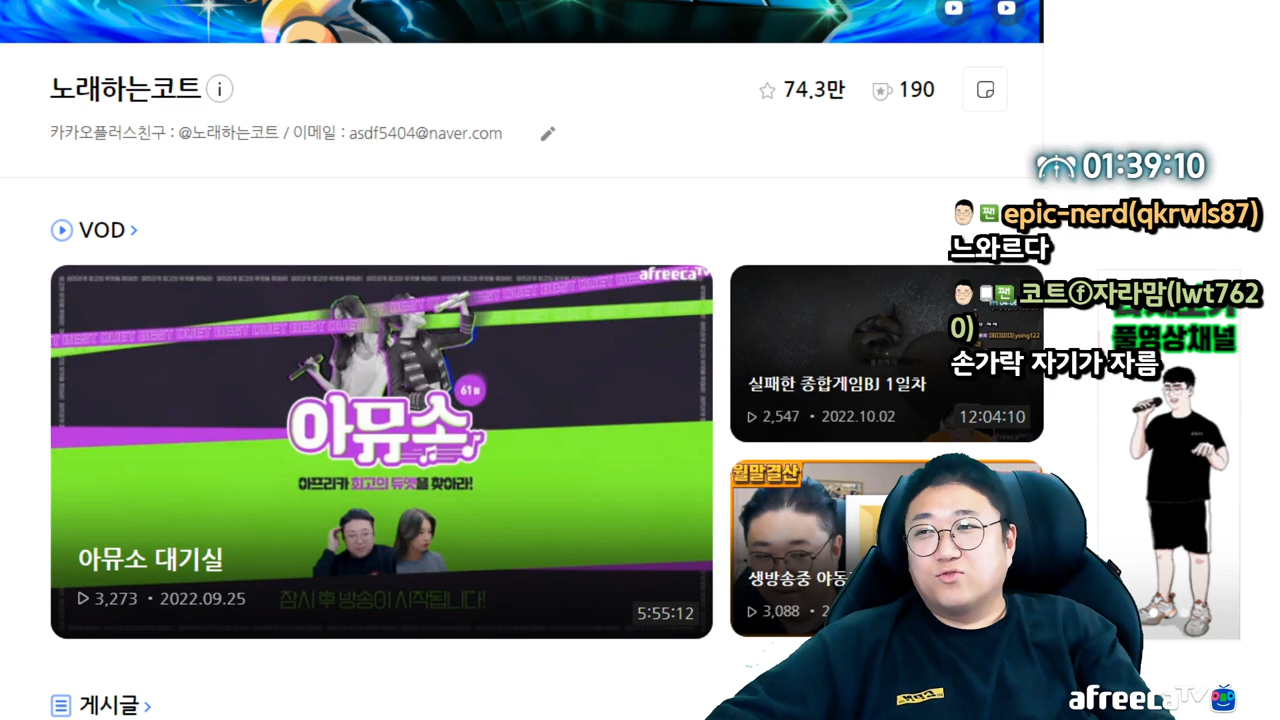 노래하는코트
74.3만
190
카카오플러스친구 : @노래하는코트 / 이메일 : asdf5404@naver.com
01:39:10
팬 epic-nerd(qkrwls87)
느와르다
팬 코트ⓕ자라맘(lwt762
0)
손가락 자기가 자름
VOD
afreecaTV
61회
아뮤소
아프리카 최고의 듀엣을 찾아라!
아뮤소 대기실
3,273 • 2022.09.25
잠시 후 방송이 시작됩니다!
5:55:12
실패한 종합게임BJ 1일차
2,547 • 2022.10.02
12:04:10
풀영상채널
월말결산
생방송중 야동
3,088 • 2
게시글
afreecaTV